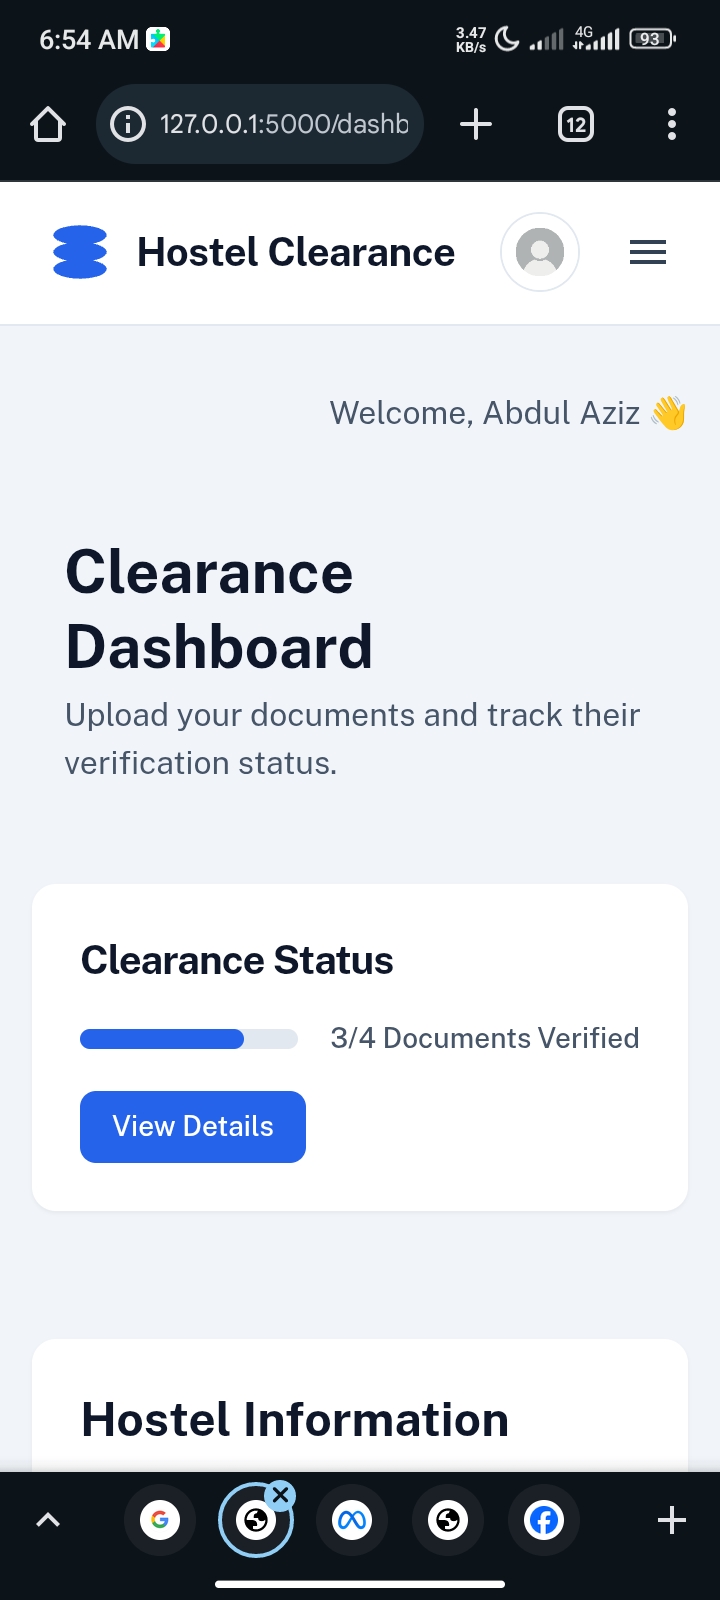 6:54 AM
3.47
KB/s
4G
93
127.0.0.1:5000/dashb
12
Hostel Clearance
Welcome, Abdul Aziz 👋
Clearance
Dashboard
Upload your documents and track their
verification status.
Clearance Status
3/4 Documents Verified
View Details
Hostel Information